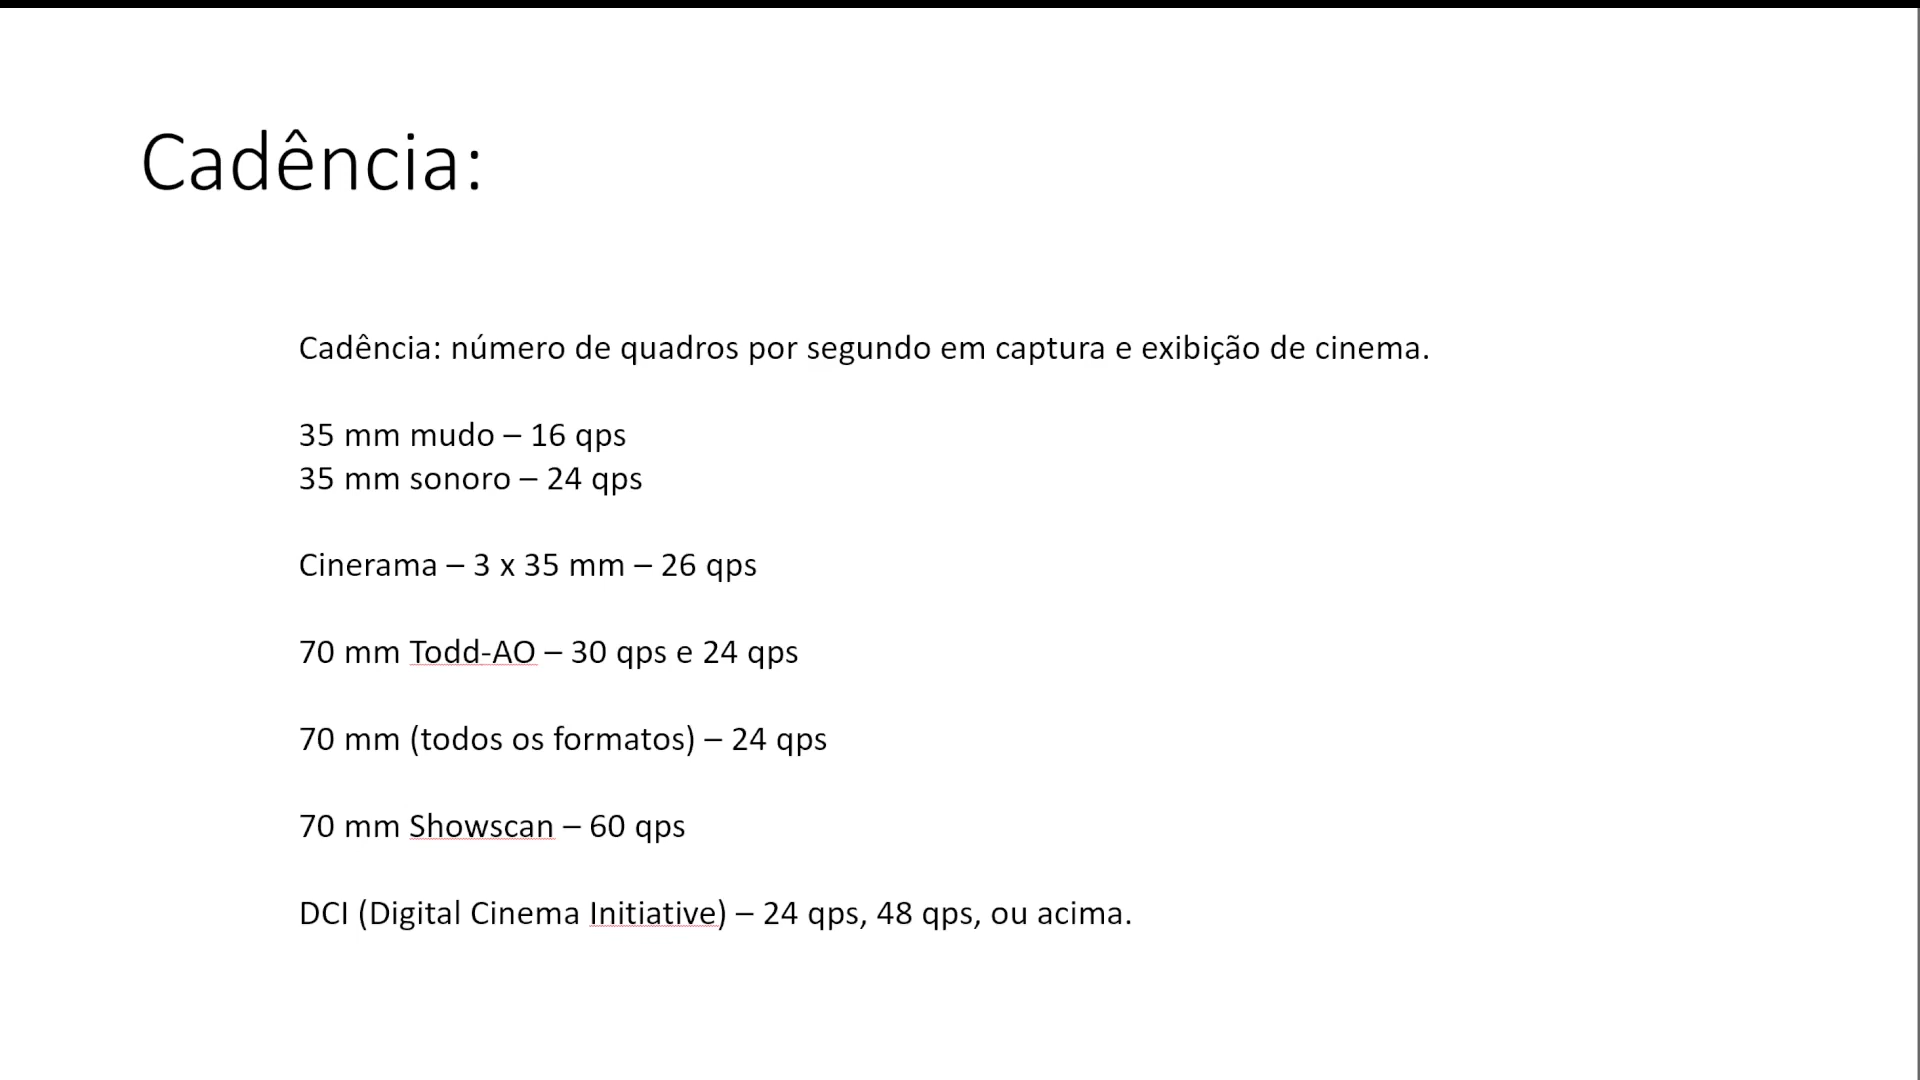 Cadência:
Cadência: número de quadros por segundo em captura e exibição de cinema.
35 mm mudo – 16 qps
35 mm sonoro – 24 qps
Cinerama – 3 x 35 mm – 26 qps
70 mm Todd-AO – 30 qps e 24 qps
70 mm (todos os formatos) – 24 qps
70 mm Showscan – 60 qps
DCI (Digital Cinema Initiative) – 24 qps, 48 qps, ou acima.